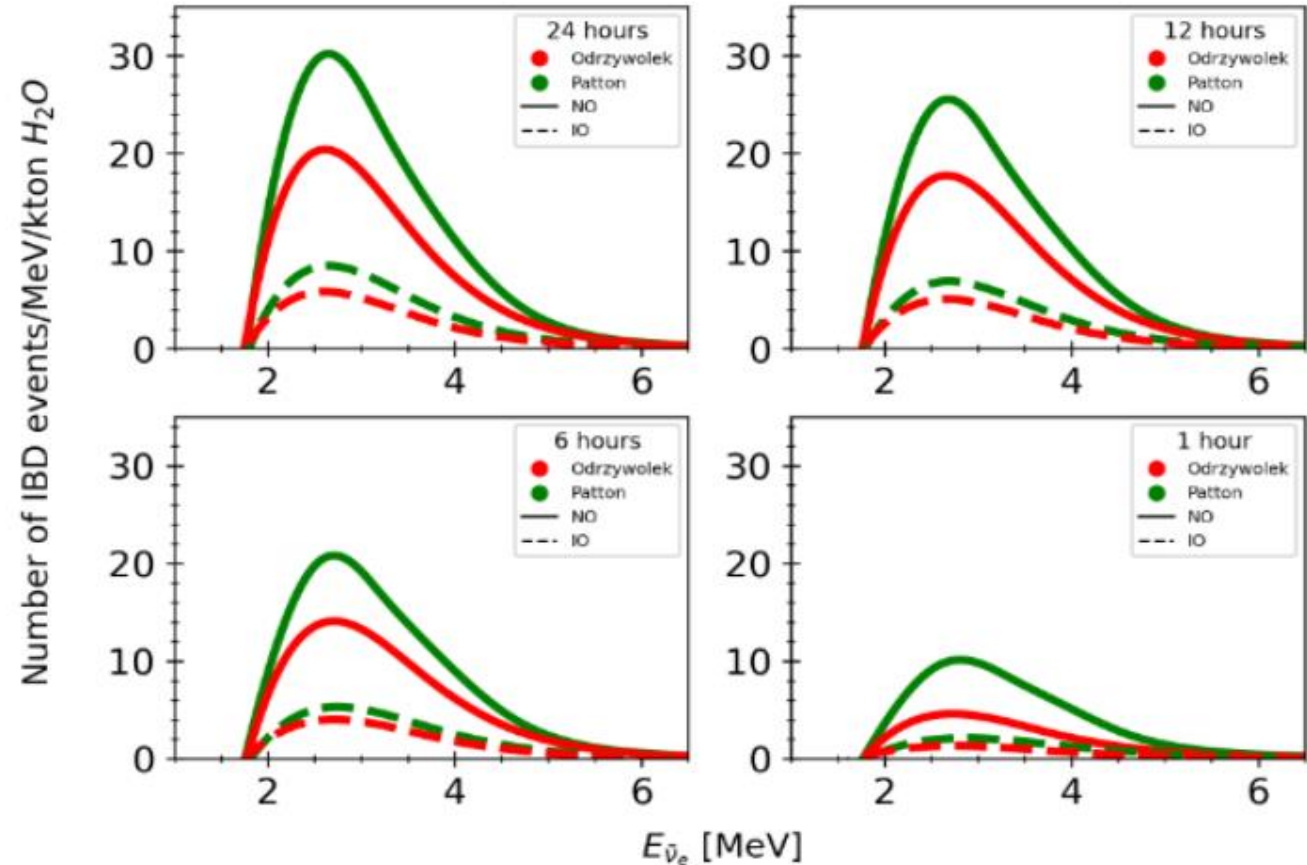 Number of IBD events/MeV/kton H₂O
24 hours
Odrzywolek
Patton
NO
IO
30
20
10
0
2
4
6
12 hours
Odrzywolek
Patton
NO
IO
30
20
10
0
2
4
6
6 hours
Odrzywolek
Patton
NO
IO
30
20
10
0
2
4
6
1 hour
Odrzywolek
Patton
NO
IO
30
20
10
0
2
4
6
E_ν̄ₑ [MeV]